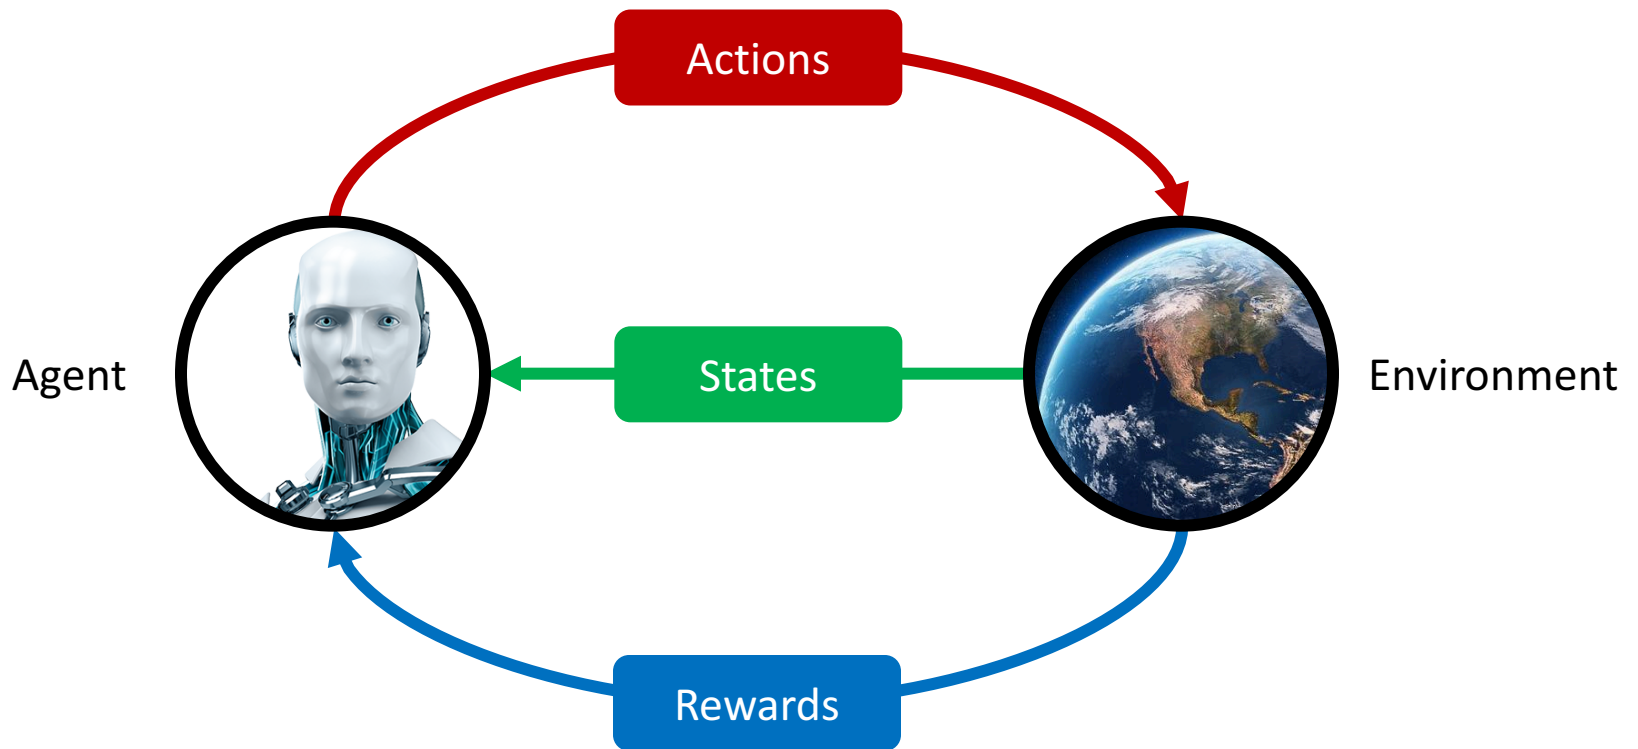 Actions
Agent
States
Environment
Rewards